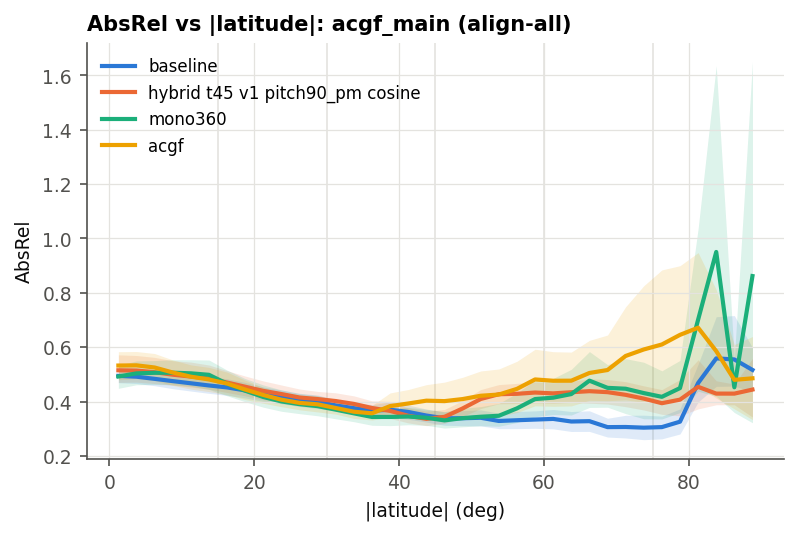 AbsRel vs |latitude|: acgf_main (align-all)
baseline
hybrid t45 v1 pitch90_pm cosine
mono360
acgf
AbsRel
1.6
1.4
1.2
1.0
0.8
0.6
0.4
0.2
0 20 40 60 80
|latitude| (deg)